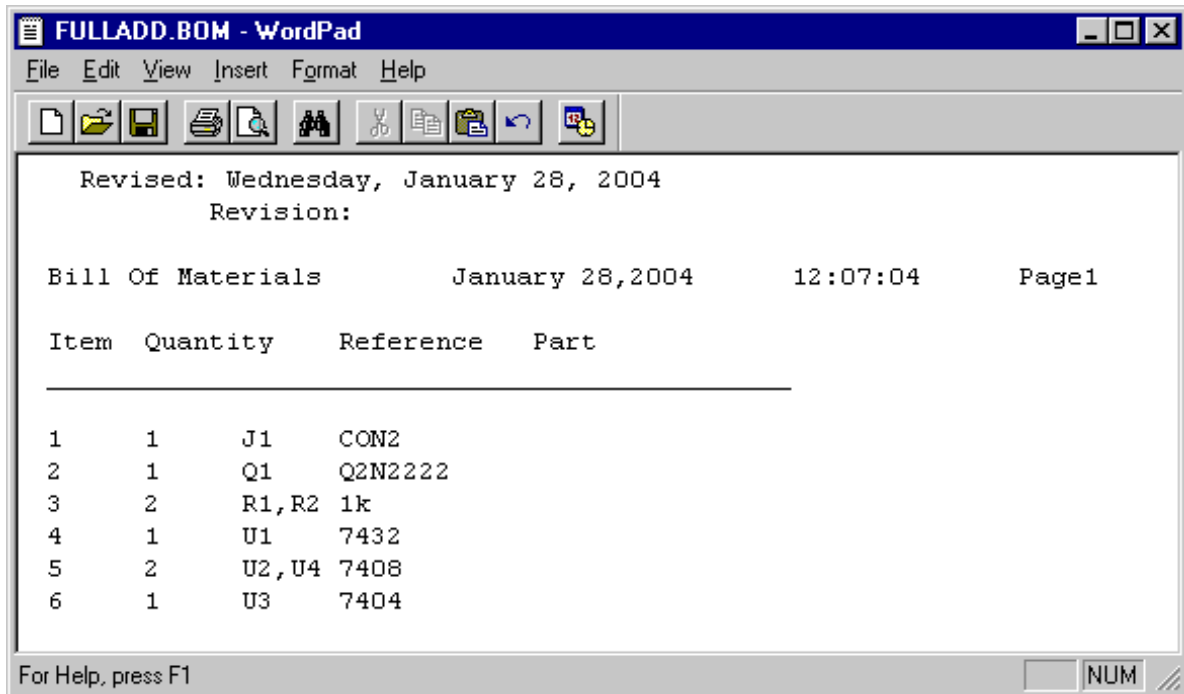 FULLADD.BOM - WordPad
File Edit View Insert Format Help
Revised: Wednesday, January 28, 2004
Revision:
Bill Of Materials January 28,2004 12:07:04 Page1
Item Quantity Reference Part
1 1 J1 CON2
2 1 Q1 Q2N2222
3 2 R1,R2 1k
4 1 U1 7432
5 2 U2,U4 7408
6 1 U3 7404
For Help, press F1 NUM